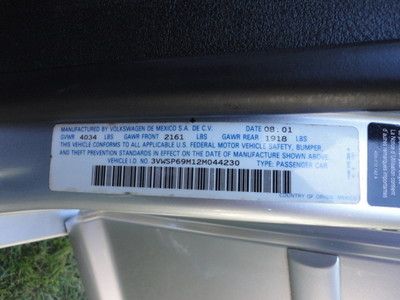 MANUFACTURED BY VOLKSWAGEN DE MEXICO S.A. DE C.V. DATE 08.01
GVWR 4034 LBS GAWR FRONT 2161 LBS GAWR REAR 1918 LBS
THIS VEHICLE CONFORMS TO ALL APPLICABLE U.S. FEDERAL MOTOR VEHICLE SAFETY, BUMPER,
AND THEFT PREVENTION STANDARDS IN EFFECT ON THE DATE OF MANUFACTURE SHOWN ABOVE.
VEHICLE I.D. NO. 3VWSP69M12M044230 TYPE: PASSENGER CAR
COUNTRY OF ORIGIN: MEXICO